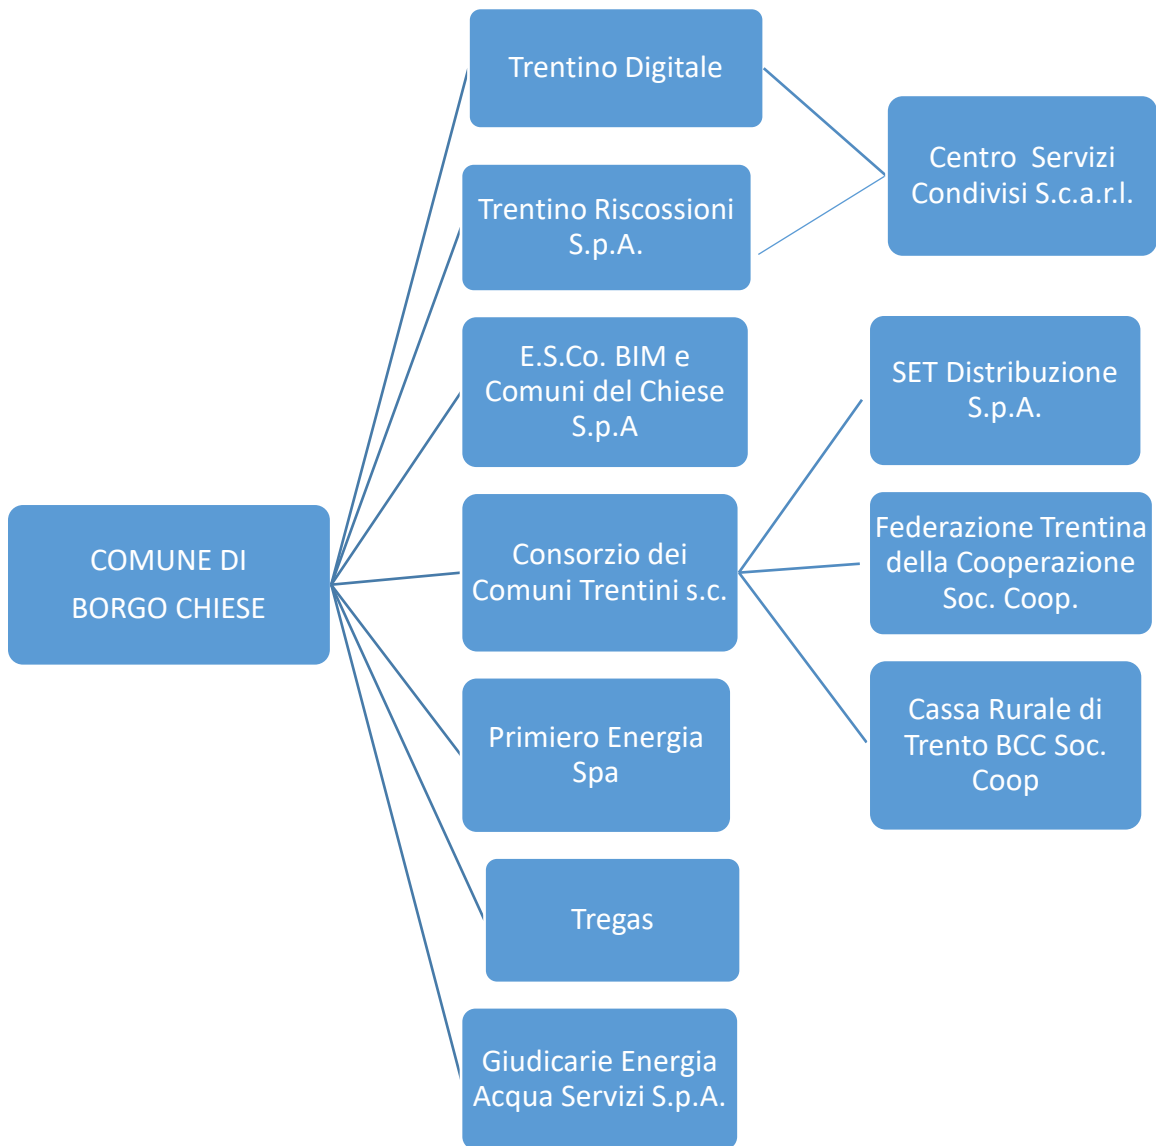 Trentino Digitale
Centro Servizi
Condivisi S.c.a.r.l.
Trentino Riscossioni
S.p.A.
E.S.Co. BIM e
Comuni del Chiese
S.p.A
SET Distribuzione
S.p.A.
COMUNE DI
BORGO CHIESE
Consorzio dei
Comuni Trentini s.c.
Federazione Trentina
della Cooperazione
Soc. Coop.
Primiero Energia
Spa
Cassa Rurale di
Trento BCC Soc.
Coop
Tregas
Giudicarie Energia
Acqua Servizi S.p.A.